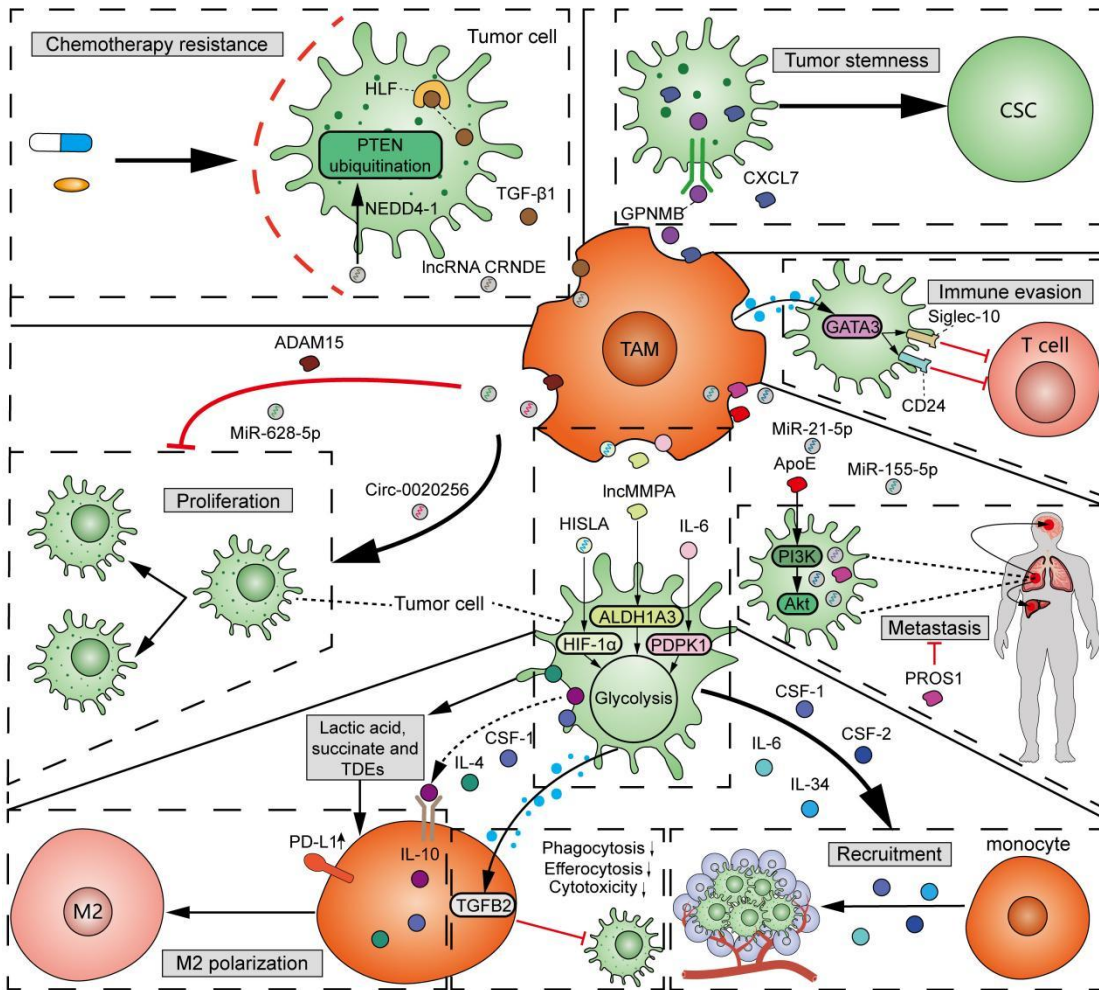 Chemotherapy resistance
Tumor cell
HLF
PTEN
ubiquitination
NEDD4-1
TGF-β1
lncRNA CRNDE
Tumor stemness
CSC
CXCL7
GPNMB
TAM
Immune evasion
Siglec-10
GATA3
T cell
CD24
ADAM15
MiR-628-5p
Circ-0020256
Proliferation
Tumor cell
MiR-21-5p
ApoE
MiR-155-5p
PI3K
Akt
Metastasis
PROS1
lncMMPA
HISLA
IL-6
ALDH1A3
HIF-1α
PDPK1
Glycolysis
Lactic acid,
succinate and
TDEs
CSF-1
IL-4
CSF-1
CSF-2
IL-6
IL-34
PD-L1
IL-10
M2
M2 polarization
TGFB2
Phagocytosis↓
Efferocytosis↓
Cytotoxicity↓
Recruitment
monocyte